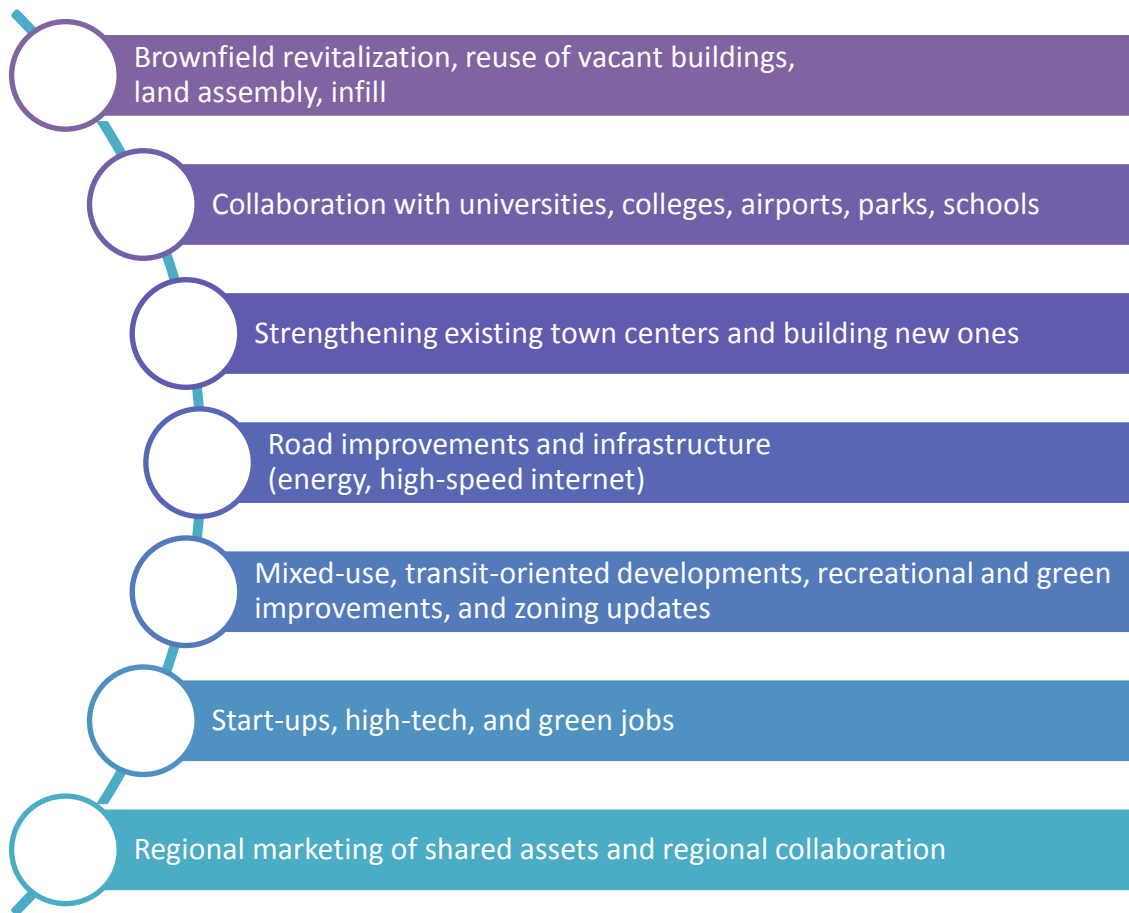 Brownfield revitalization, reuse of vacant buildings,
land assembly, infill
Collaboration with universities, colleges, airports, parks, schools
Strengthening existing town centers and building new ones
Road improvements and infrastructure
(energy, high-speed internet)
Mixed-use, transit-oriented developments, recreational and green
improvements, and zoning updates
Start-ups, high-tech, and green jobs
Regional marketing of shared assets and regional collaboration